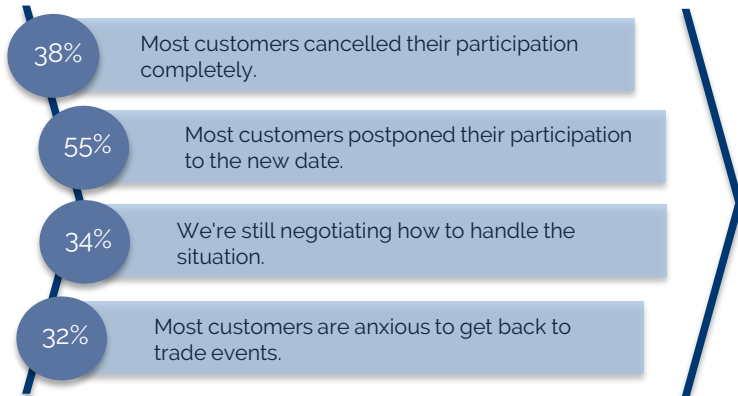 38%
Most customers cancelled their participation
completely.
55%
Most customers postponed their participation
to the new date.
34%
We're still negotiating how to handle the
situation.
32%
Most customers are anxious to get back to
trade events.